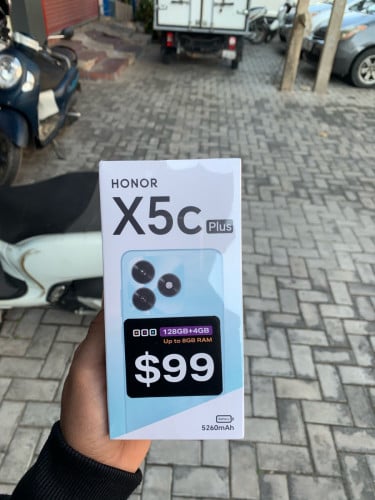 HONOR
X5c Plus
128GB+4GB
Up to 8GB RAM
$99
5260mAh